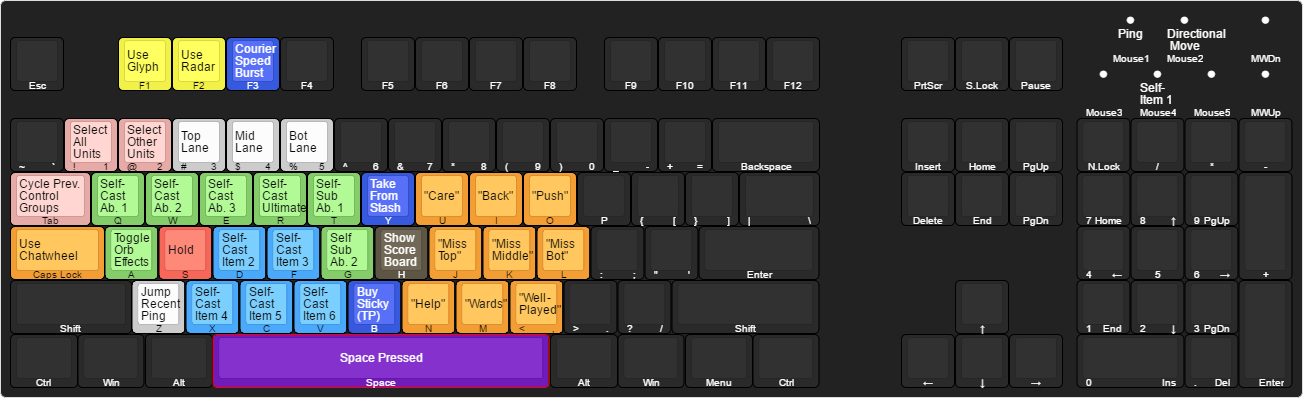 Ping
Directional
Move
Mouse1
Mouse2
MWDn
Self-
Item 1
Mouse3
Mouse4
Mouse5
MWUp
Esc
Use
Glyph
F1
Use
Radar
F2
Courier
Speed
Burst
F3
F4
F5
F6
F7
F8
F9
F10
F11
F12
PrtScr
S.Lock
Pause
~ `
Select
All
Units
! 1
Select
Other
Units
@ 2
Top
Lane
# 3
Mid
Lane
$ 4
Bot
Lane
% 5
^ 6
& 7
* 8
( 9
) 0
_ -
+ =
Backspace
Insert
Home
PgUp
N.Lock
/
*
-
Cycle Prev.
Control
Groups
Tab
Self-
Cast
Ab. 1
Q
Self-
Cast
Ab. 2
W
Self-
Cast
Ab. 3
E
Self-
Cast
Ultimate
R
Self-
Sub
Ab. 1
T
Take
From
Stash
Y
"Care"
U
"Back"
I
"Push"
O
P
{ [
} ]
| \
Delete
End
PgDn
7 Home
8 ↑
9 PgUp
Use
Chatwheel
Caps Lock
Toggle
Orb
Effects
A
Hold
S
Self-
Cast
Item 2
D
Self-
Cast
Item 3
F
Self
Sub
Ab. 2
G
Show
Score
Board
H
"Miss
Top"
J
"Miss
Middle"
K
"Miss
Bot"
L
: ;
" '
Enter
4 ←
5
6 →
+
Shift
Jump
Recent
Ping
Z
Self-
Cast
Item 4
X
Self-
Cast
Item 5
C
Self-
Cast
Item 6
V
Buy
Sticky
(TP)
B
"Help"
N
"Wards"
M
"Well-
Played"
< ,
> .
? /
Shift
↑
1 End
2 ↓
3 PgDn
Ctrl
Win
Alt
Space Pressed
Space
Alt
Win
Menu
Ctrl
←
↓
→
0 Ins
. Del
Enter